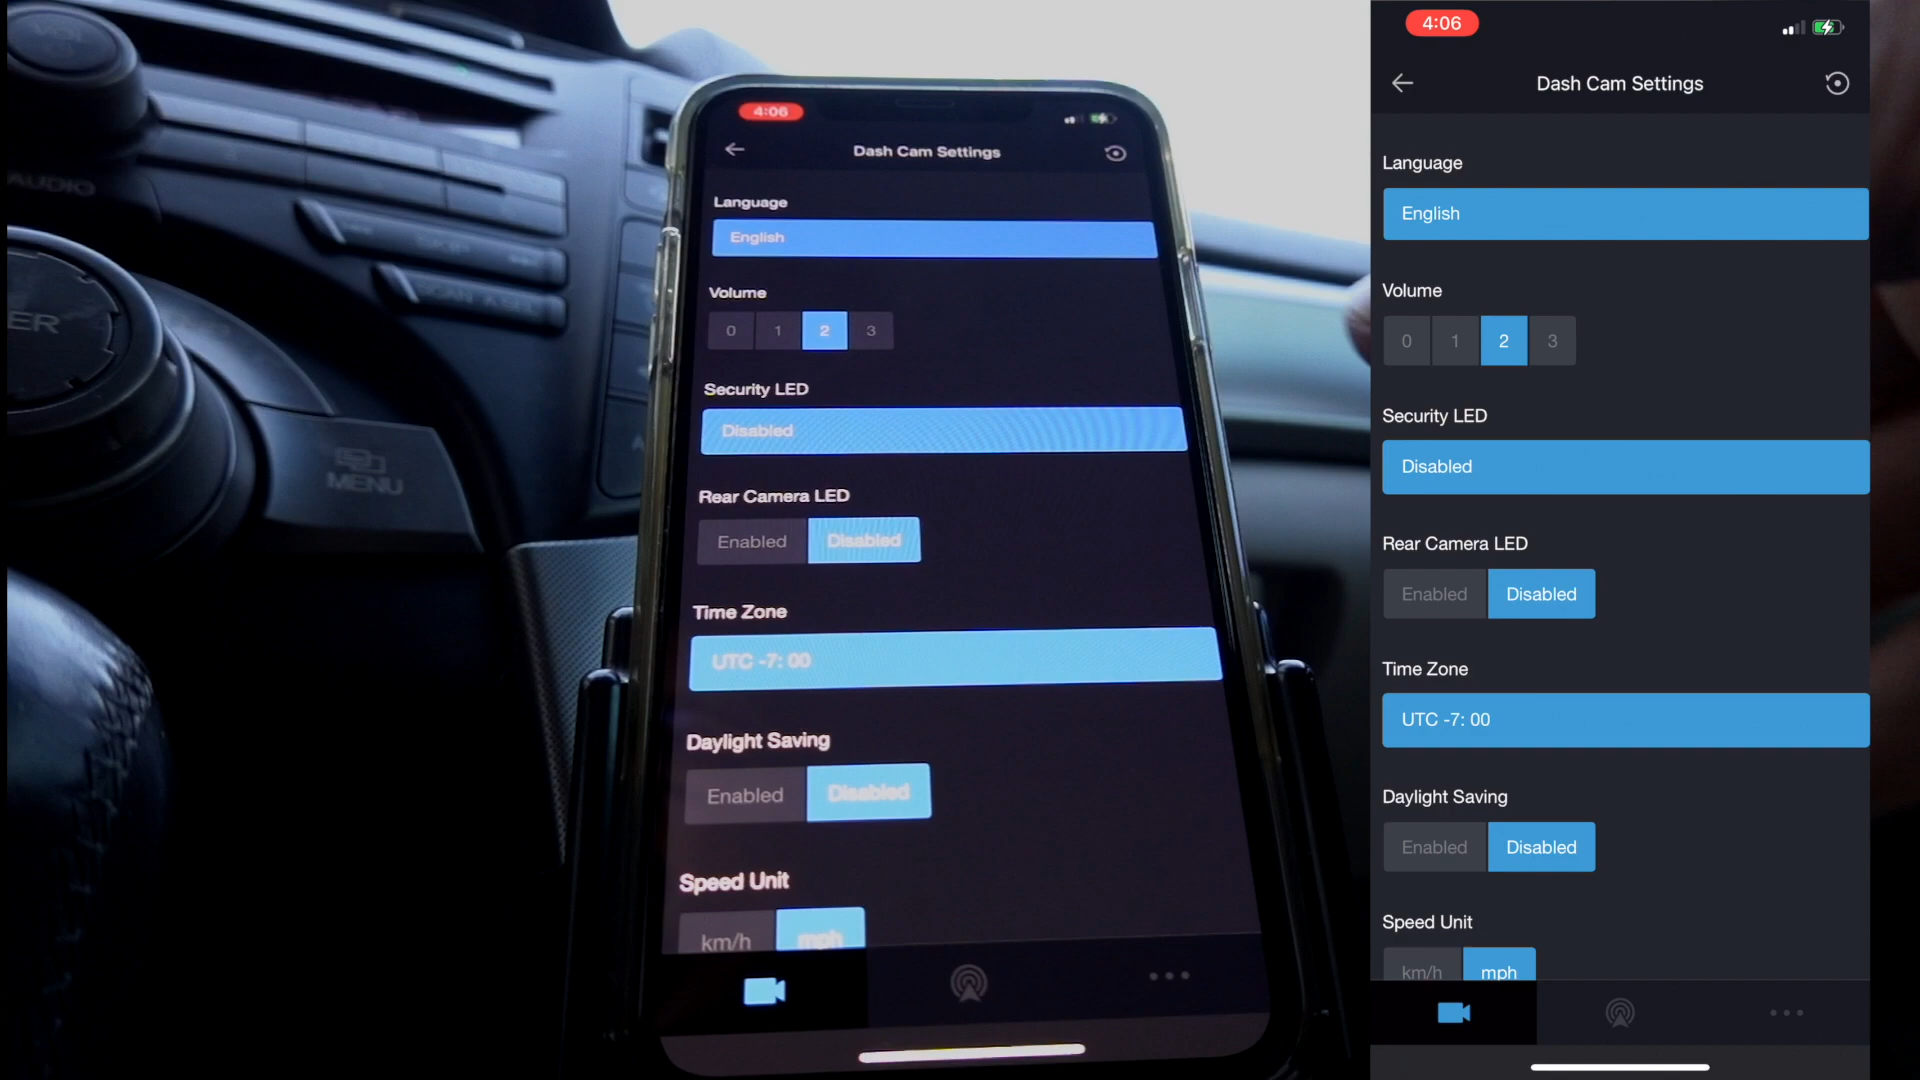 AUDIO
ER
MENU
4:06
Dash Cam Settings
Language
English
Volume
0 1 2 3
Security LED
Disabled
Rear Camera LED
Enabled Disabled
Time Zone
UTC -7: 00
Daylight Saving
Enabled Disabled
Speed Unit
km/h mph
4:06
Dash Cam Settings
Language
English
Volume
0 1 2 3
Security LED
Disabled
Rear Camera LED
Enabled Disabled
Time Zone
UTC -7: 00
Daylight Saving
Enabled Disabled
Speed Unit
km/h mph